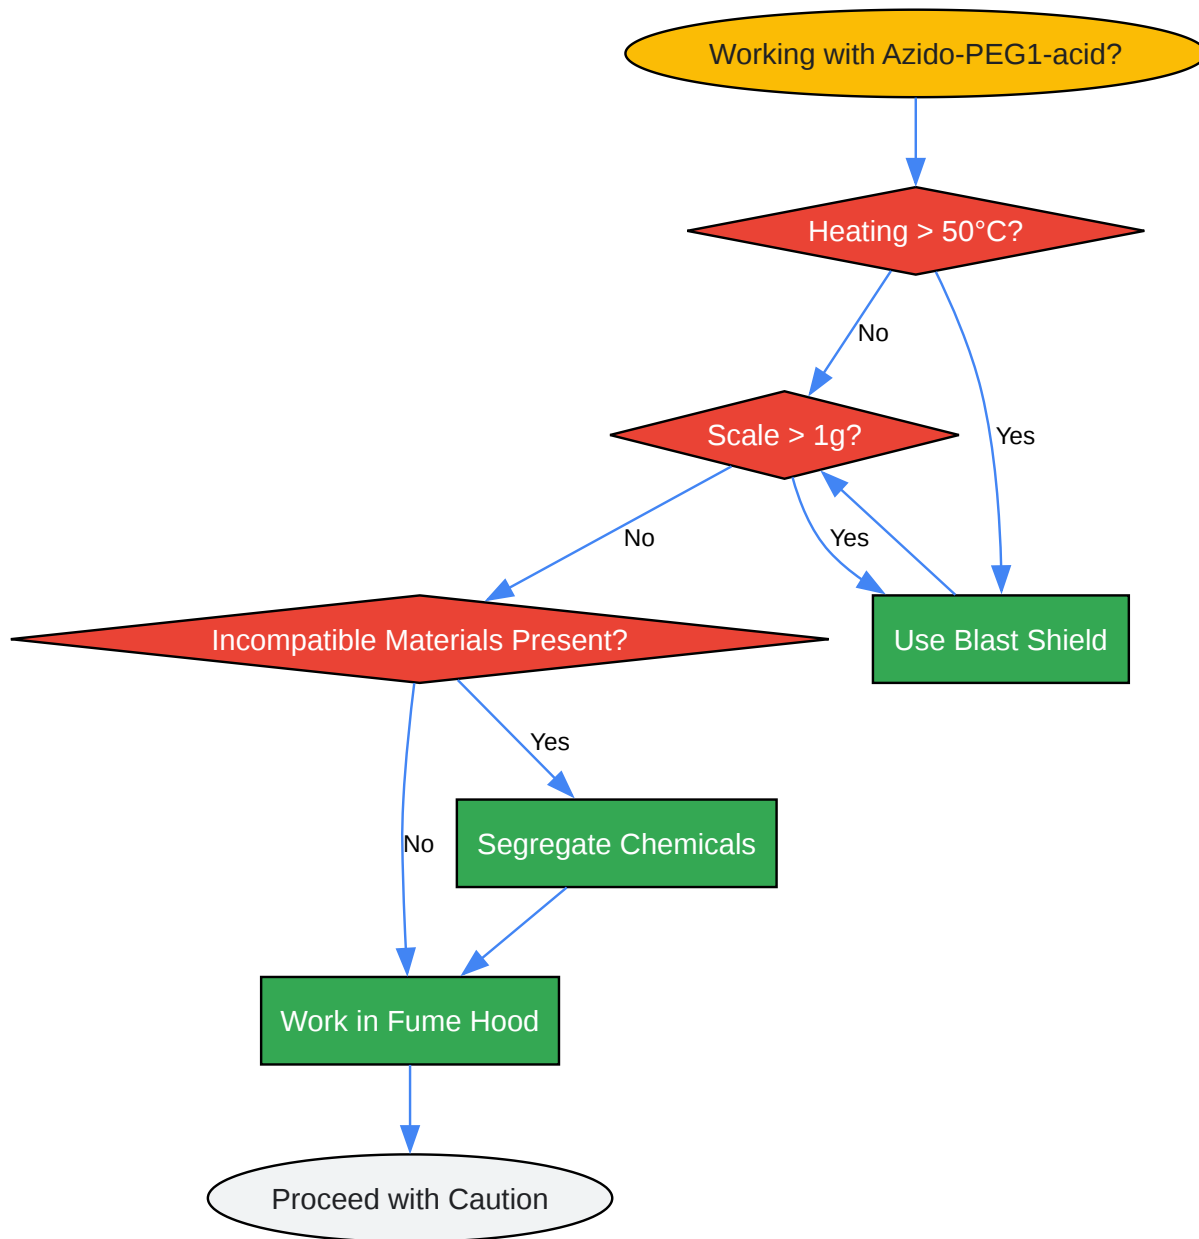 Working with Azido-PEG1-acid?
Heating > 50°C?
No
Scale > 1g?
Yes
No
Yes
Incompatible Materials Present?
Use Blast Shield
Yes
No
Segregate Chemicals
Work in Fume Hood
Proceed with Caution